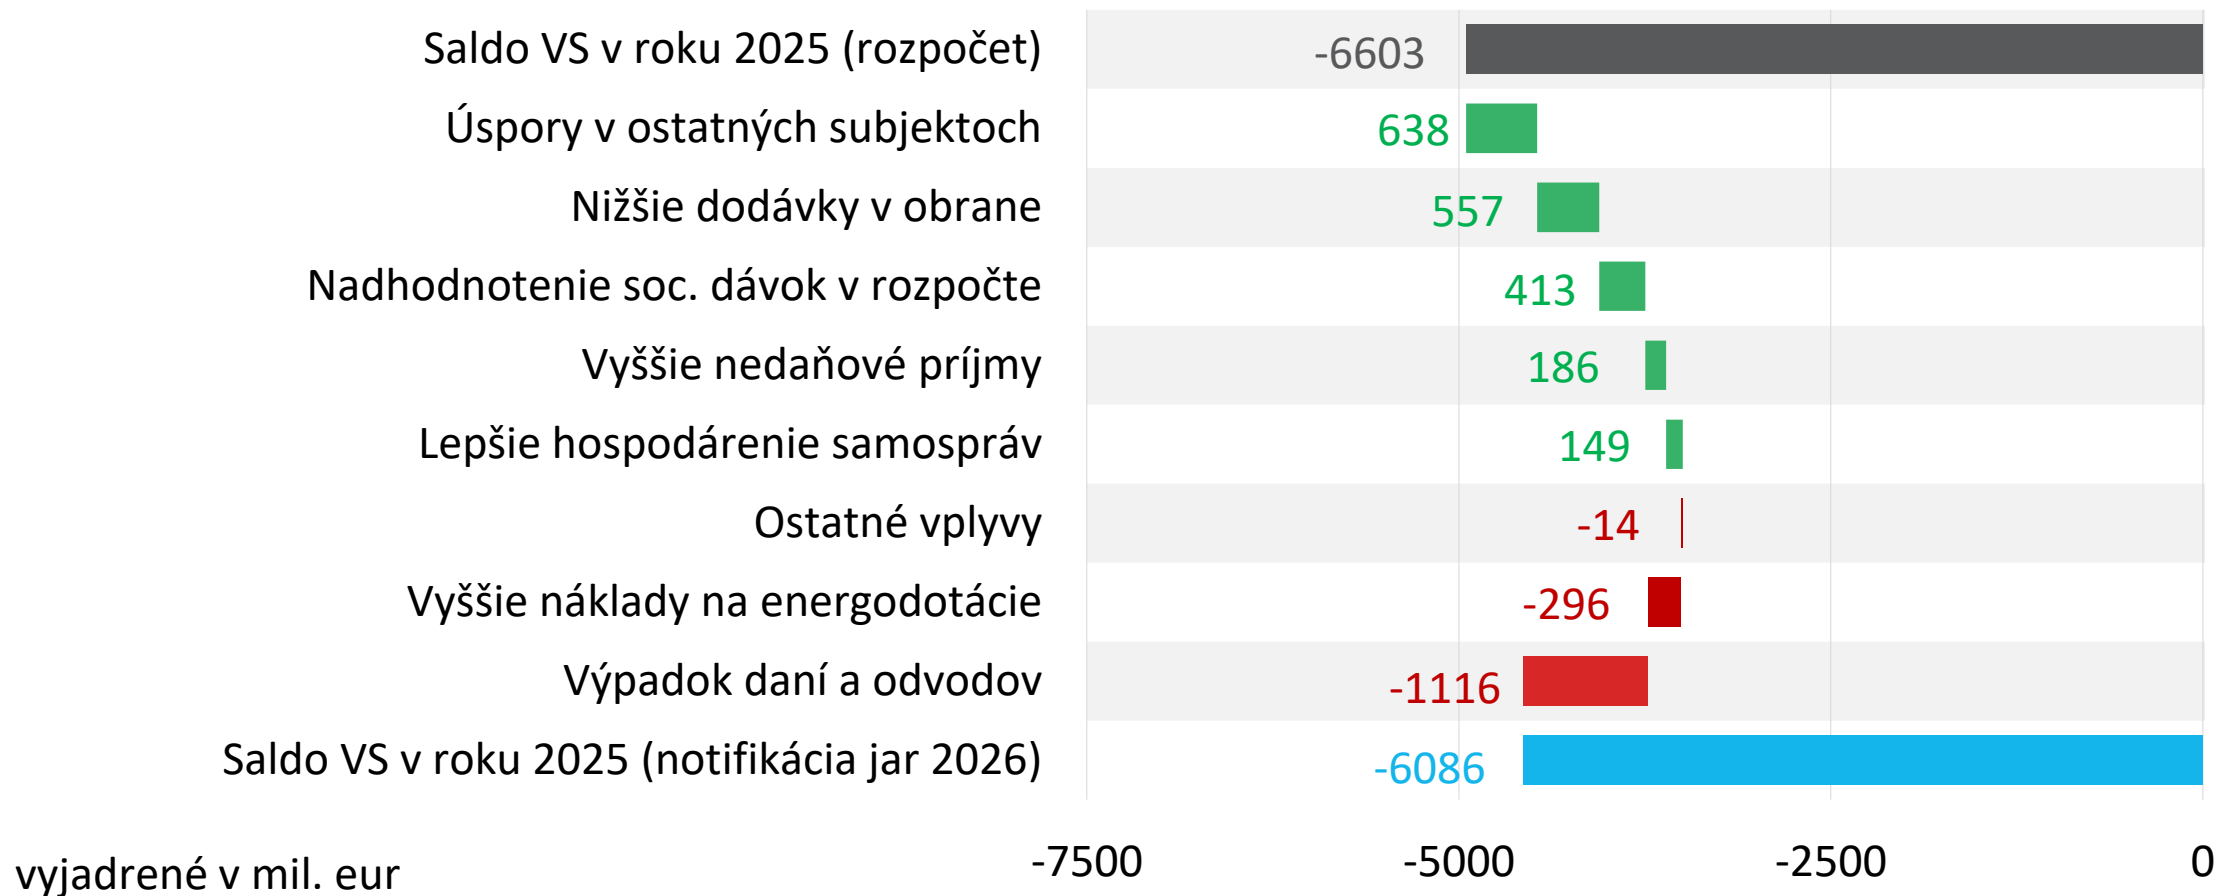 Saldo VS v roku 2025 (rozpočet) -6603
Úspory v ostatných subjektoch 638
Nižšie dodávky v obrane 557
Nadhodnotenie soc. dávok v rozpočte 413
Vyššie nedaňové príjmy 186
Lepšie hospodárenie samospráv 149
Ostatné vplyvy -14
Vyššie náklady na energodotácie -296
Výpadok daní a odvodov -1116
Saldo VS v roku 2025 (notifikácia jar 2026) -6086
-7500 -5000 -2500 0
vyjadrené v mil. eur